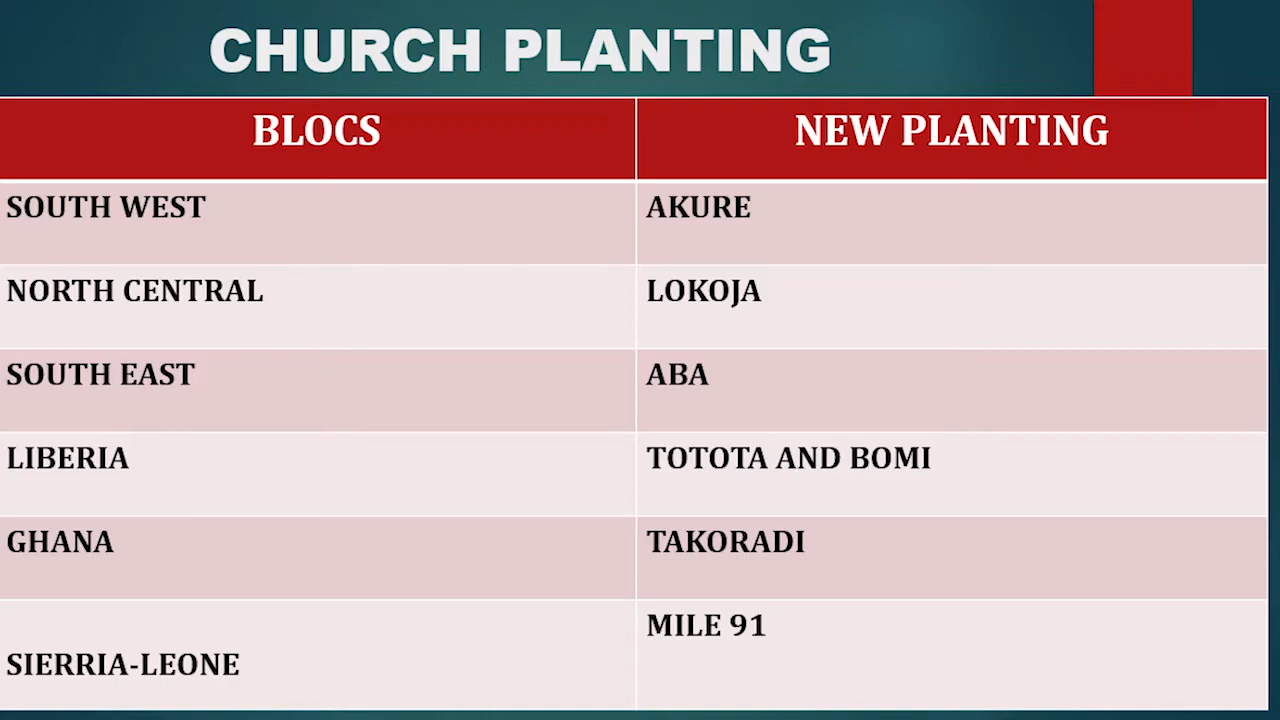 CHURCH PLANTING
BLOCS NEW PLANTING
SOUTH WEST AKURE
NORTH CENTRAL LOKOJA
SOUTH EAST ABA
LIBERIA TOTOTA AND BOMI
GHANA TAKORADI
MILE 91
SIERRIA-LEONE